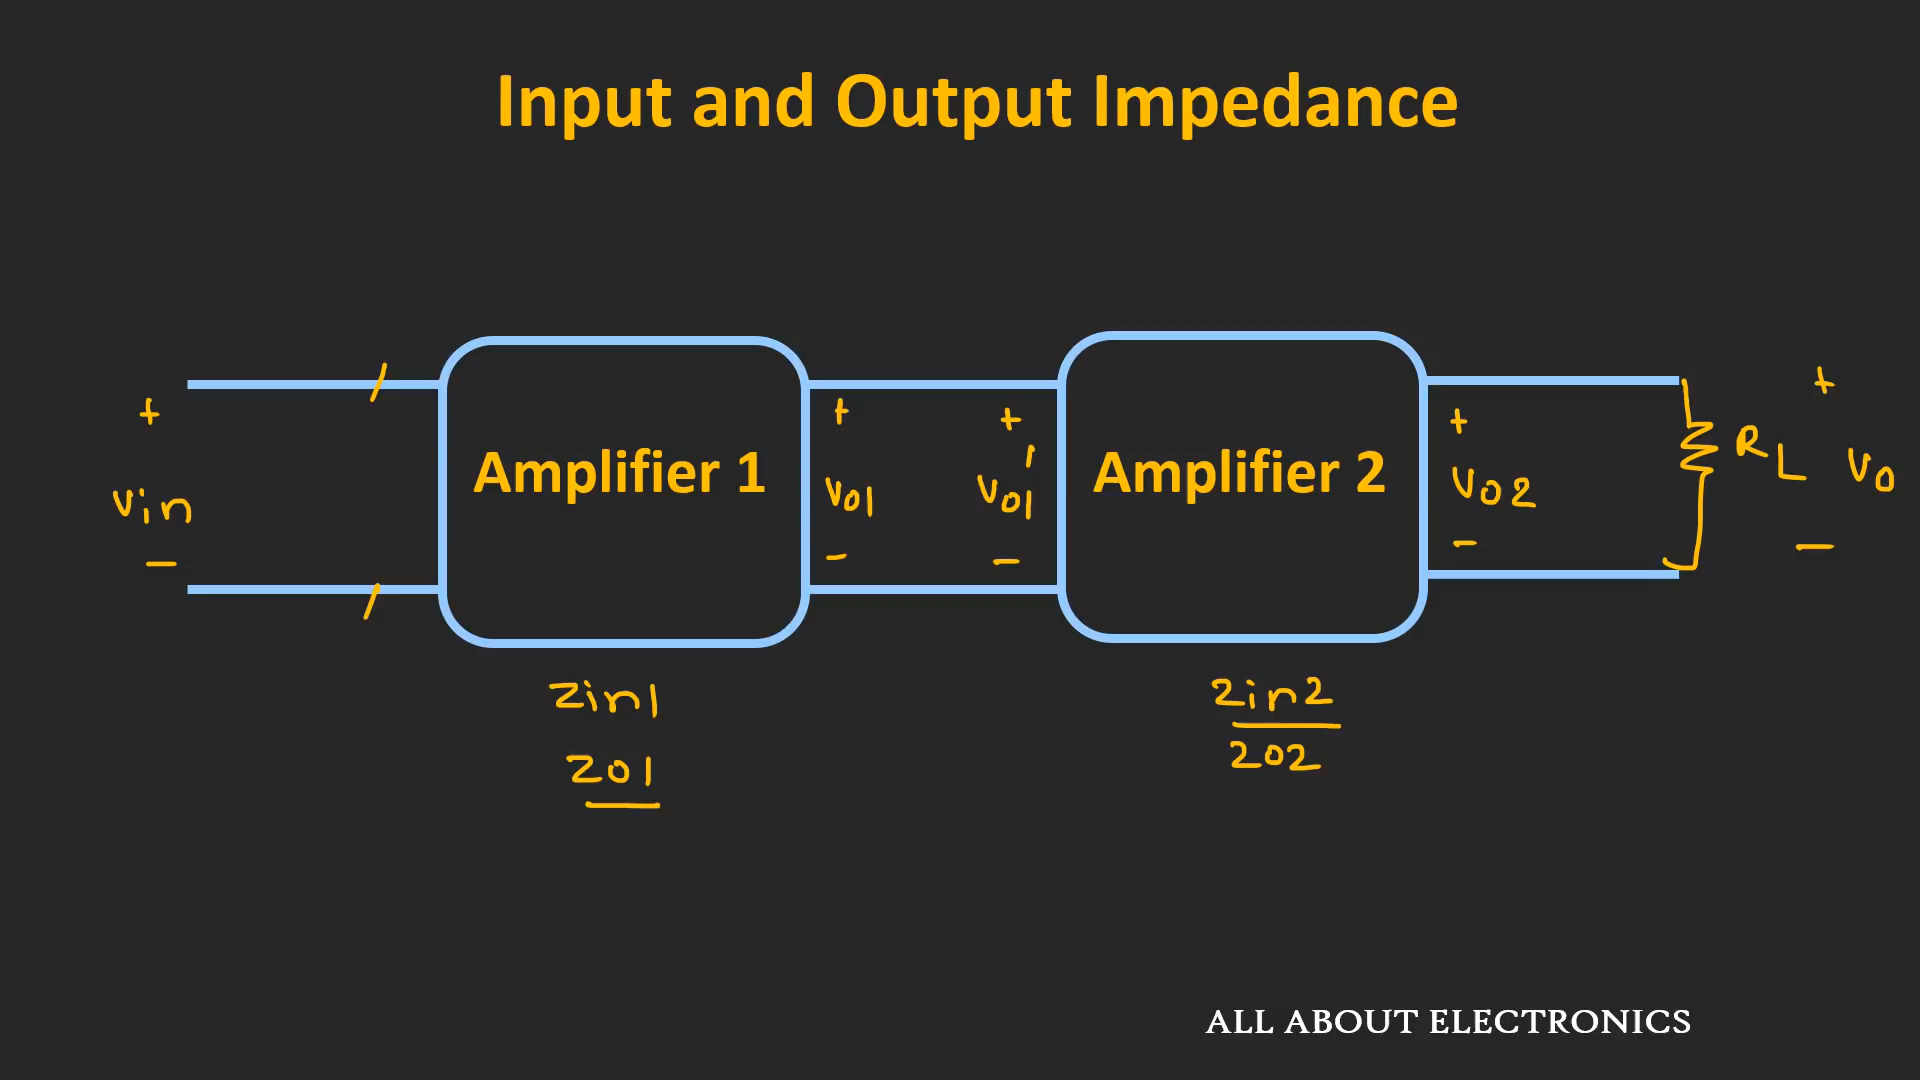 Input and Output Impedance
+ + + + +
Amplifier 1 Amplifier 2
vin Vo1 Vo1' Vo2 RL Vo
− − − − −
Zin1 Zin2
Zo1 Zo2
ALL ABOUT ELECTRONICS